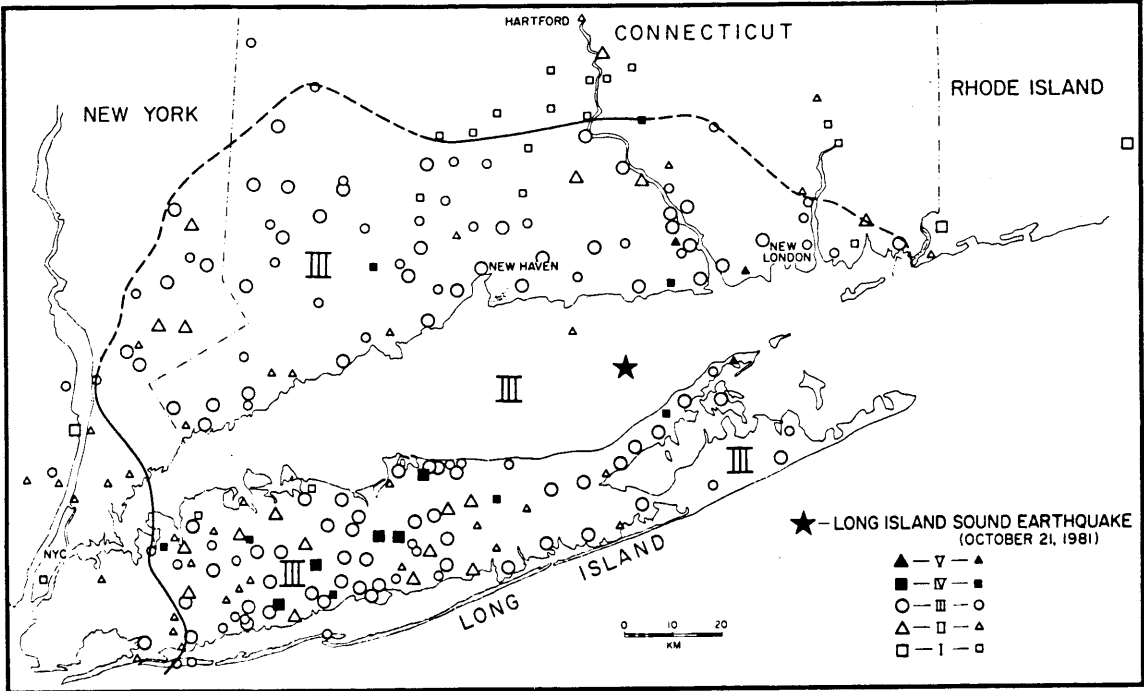 HARTFORD
CONNECTICUT
NEW YORK
RHODE ISLAND
III
NEW HAVEN
NEW LONDON
III
III
NYC
III
LONG ISLAND
0 10 20
KM
★ — LONG ISLAND SOUND EARTHQUAKE
(OCTOBER 21, 1981)
▲ — V — ▲
■ — IV — ■
○ — III — ○
△ — II — △
□ — I — □